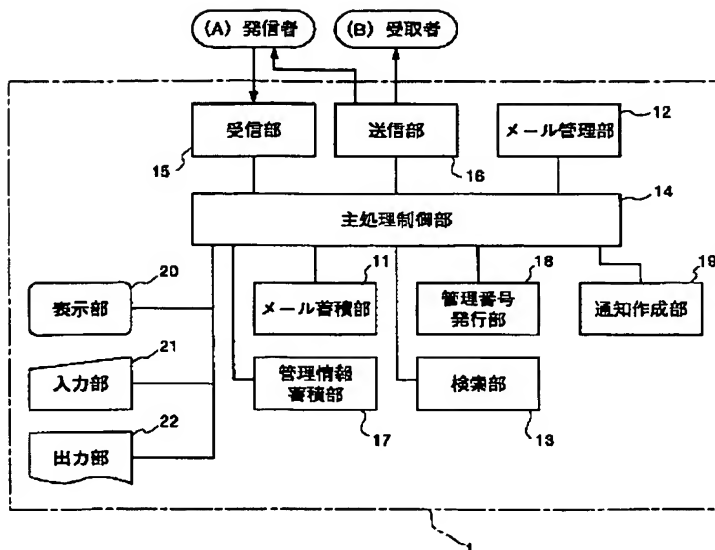 (A) 発信者
(B) 受取者
受信部
15
送信部
16
メール管理部
12
主処理制御部
14
表示部
20
メール蓄積部
11
管理番号
発行部
18
通知作成部
19
入力部
21
管理情報
蓄積部
17
検索部
13
出力部
22
1